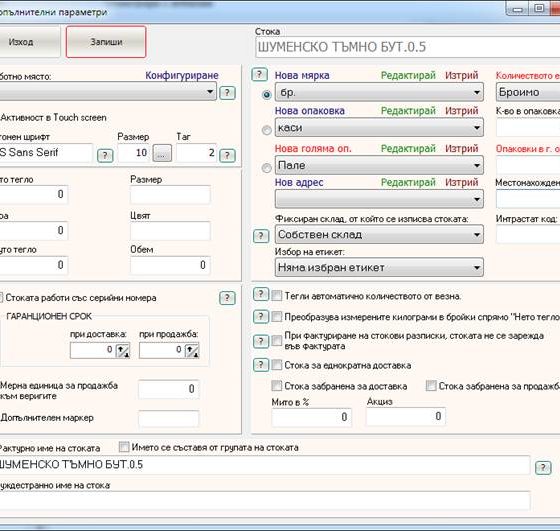 опълнителни параметри
Изход
Запиши
Стока
ШУМЕНСКО ТЪМНО БУТ.0.5
ботно място:
Конфигуриране
?
Активност в Touch screen
тонен шрифт
Размер
Таг
S Sans Serif
?
10
...
2
?
то тегло
Размер
0
ра
Цвят
0
уто тегло
Обем
0
0
?
Нова мярка
Редактирай
Изтрий
Количеството е
бр.
Броимо
Нова опаковка
Редактирай
Изтрий
К-во в опаковка
каси
Нова голяма оп.
Редактирай
Изтрий
Опаковки в г. о
Пале
Нов адрес
Редактирай
Изтрий
Местонахожден
Фиксиран склад, от който се изписва стоката:
Интрастат код:
?
Собствен склад
Избор на етикет:
Няма избран етикет
Стоката работи със серийни номера
?
ГАРАНЦИОНЕН СРОК
при доставка:
при продажба:
0
0
Мерна единица за продажба
към веригите
0
Допълнителен маркер
?
Тегли автоматично количеството от везна.
?
Преобразува измерените килограми в бройки спрямо "Нето тегло
?
При фактуриране на стокови разписки, стоката не се зарежда
във фактурата
?
Стока за еднократна доставка
Стока забранена за доставка
Стока забранена за продажб
Мито в %
Акциз
0
0
Фактурно име на стоката
Името се съставя от групата на стоката
ШУМЕНСКО ТЪМНО БУТ.0.5
?
уждестранно име на стока